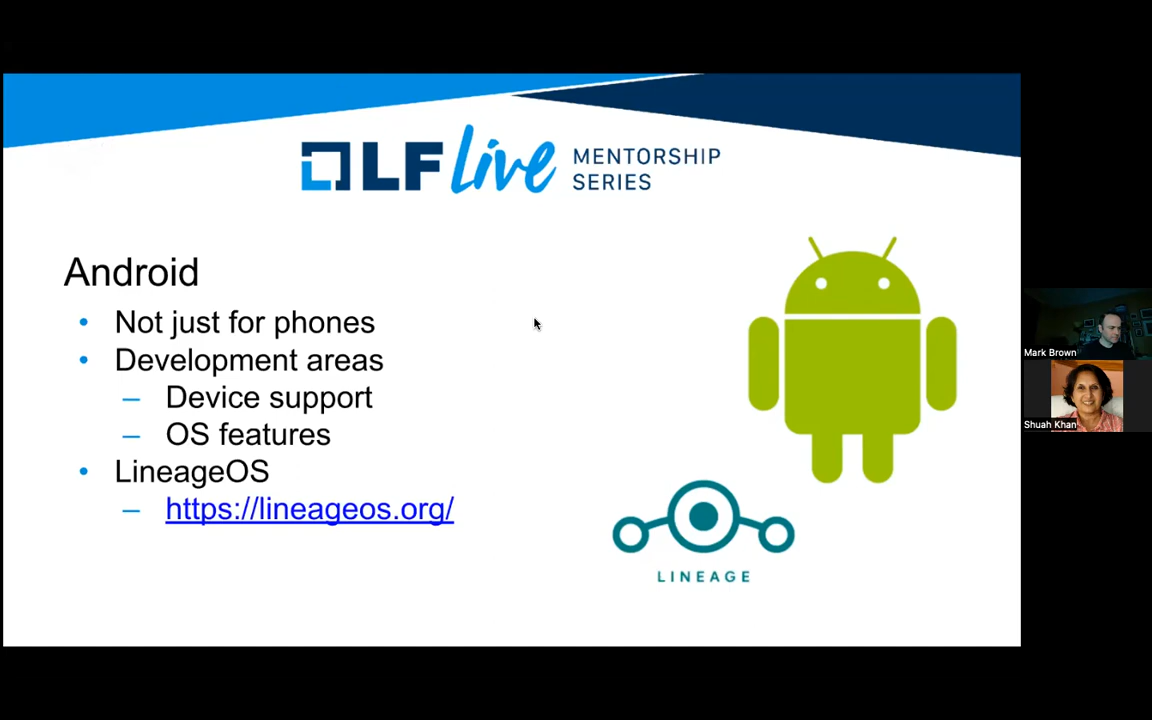 LF Live MENTORSHIP
SERIES
Android
• Not just for phones
• Development areas
– Device support
– OS features
• LineageOS
– https://lineageos.org/
LINEAGE
Mark Brown
Shuah Khan